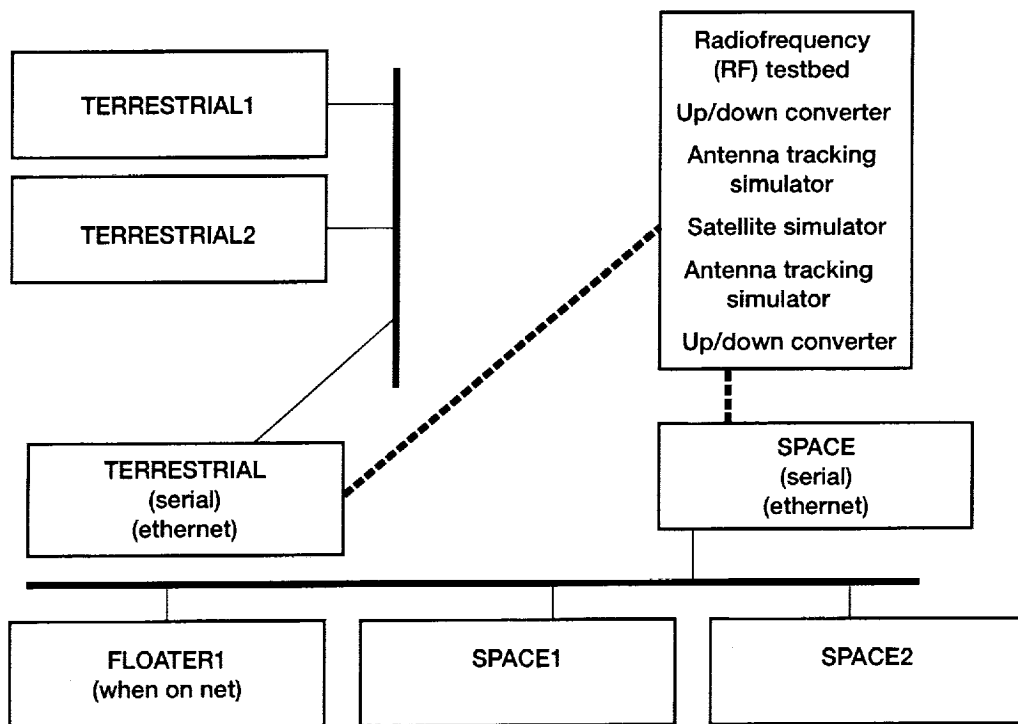 TERRESTRIAL1
TERRESTRIAL2
Radiofrequency
(RF) testbed
Up/down converter
Antenna tracking
simulator
Satellite simulator
Antenna tracking
simulator
Up/down converter
TERRESTRIAL
(serial)
(ethernet)
SPACE
(serial)
(ethernet)
FLOATER1
(when on net)
SPACE1
SPACE2